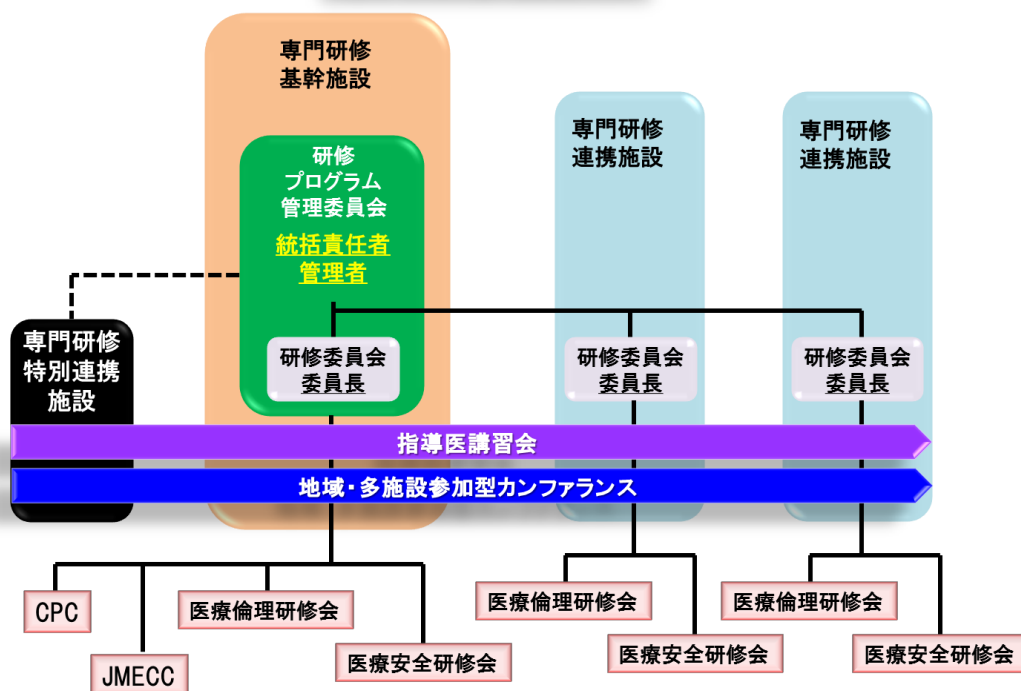 専門研修
基幹施設
研修
プログラム
管理委員会
統括責任者
管理者
専門研修
連携施設
専門研修
連携施設
専門研修
特別連携
施設
研修委員会
委員長
研修委員会
委員長
研修委員会
委員長
指導医講習会
地域・多施設参加型カンファランス
CPC
JMECC
医療倫理研修会
医療安全研修会
医療倫理研修会
医療安全研修会
医療倫理研修会
医療安全研修会